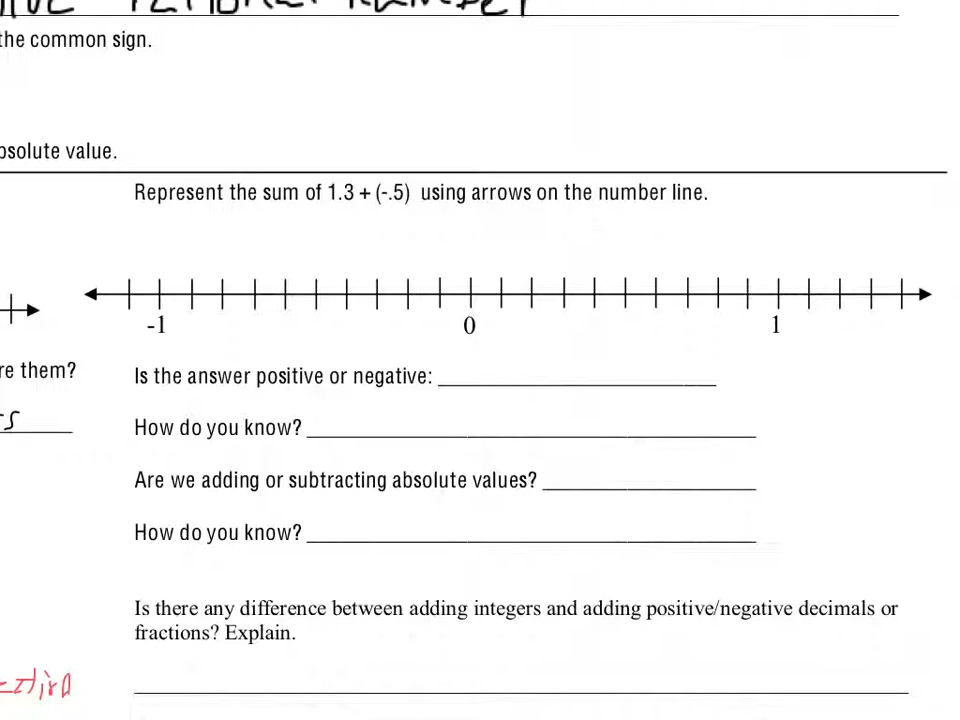 the common sign.
absolute value.
Represent the sum of 1.3 + (-.5) using arrows on the number line.
-1 0 1
re them?
Is the answer positive or negative:
How do you know?
Are we adding or subtracting absolute values?
How do you know?
Is there any difference between adding integers and adding positive/negative decimals or
fractions? Explain.